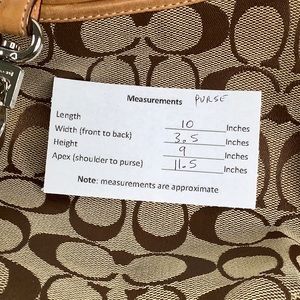 Measurements PURSE
Length 10 Inches
Width (front to back) 3.5 Inches
Height 9 Inches
Apex (shoulder to purse) 11.5 Inches
Note: measurements are approximate